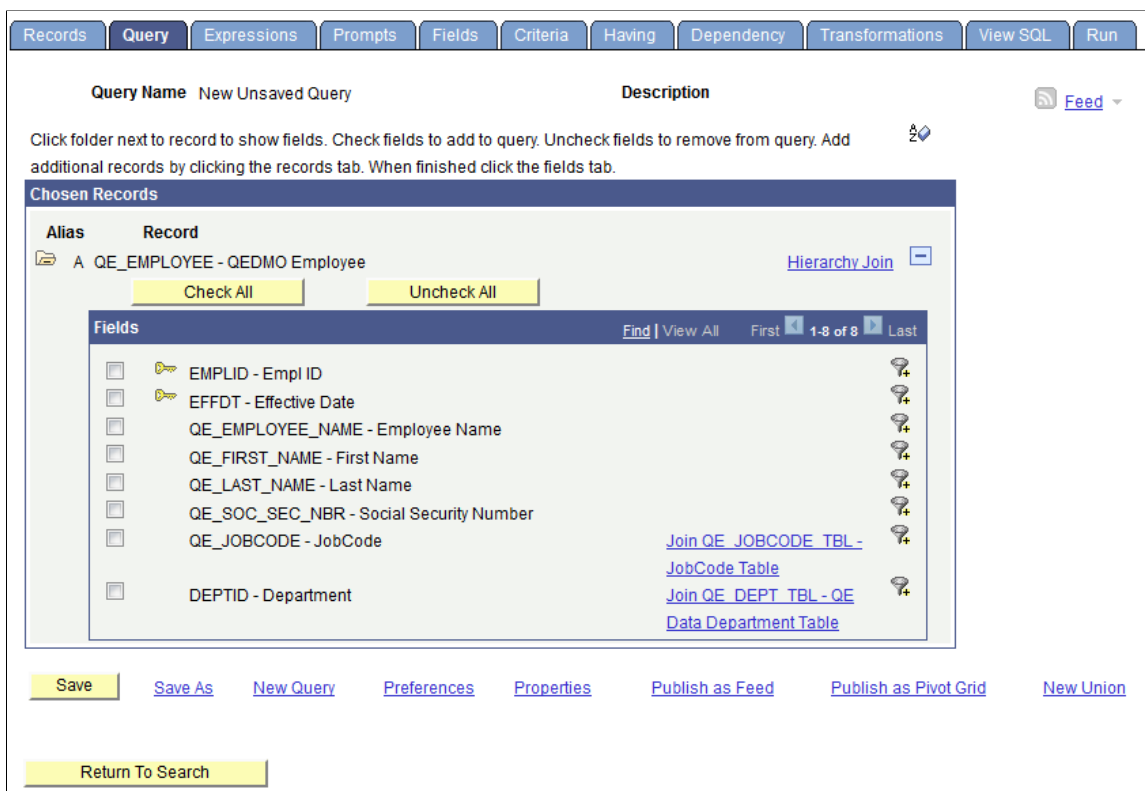 Records Query Expressions Prompts Fields Criteria Having Dependency Transformations View SQL Run
Query Name New Unsaved Query Description
Feed
Click folder next to record to show fields. Check fields to add to query. Uncheck fields to remove from query. Add
additional records by clicking the records tab. When finished click the fields tab.
Chosen Records
Alias Record
A QE_EMPLOYEE - QEDMO Employee Hierarchy Join
Check All Uncheck All
Fields Find | View All First 1-8 of 8 Last
EMPLID - Empl ID
EFFDT - Effective Date
QE_EMPLOYEE_NAME - Employee Name
QE_FIRST_NAME - First Name
QE_LAST_NAME - Last Name
QE_SOC_SEC_NBR - Social Security Number
QE_JOBCODE - JobCode Join QE_JOBCODE_TBL -
JobCode Table
DEPTID - Department Join QE_DEPT_TBL - QE
Data Department Table
Save Save As New Query Preferences Properties Publish as Feed Publish as Pivot Grid New Union
Return To Search